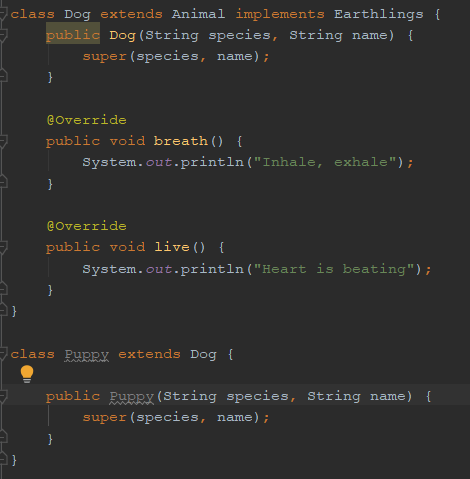 class Dog extends Animal implements Earthlings {
    public Dog(String species, String name) {
        super(species, name);
    }

    @Override
    public void breath() {
        System.out.println("Inhale, exhale");
    }

    @Override
    public void live() {
        System.out.println("Heart is beating");
    }
}

class Puppy extends Dog {

    public Puppy(String species, String name) {
        super(species, name);
    }
}